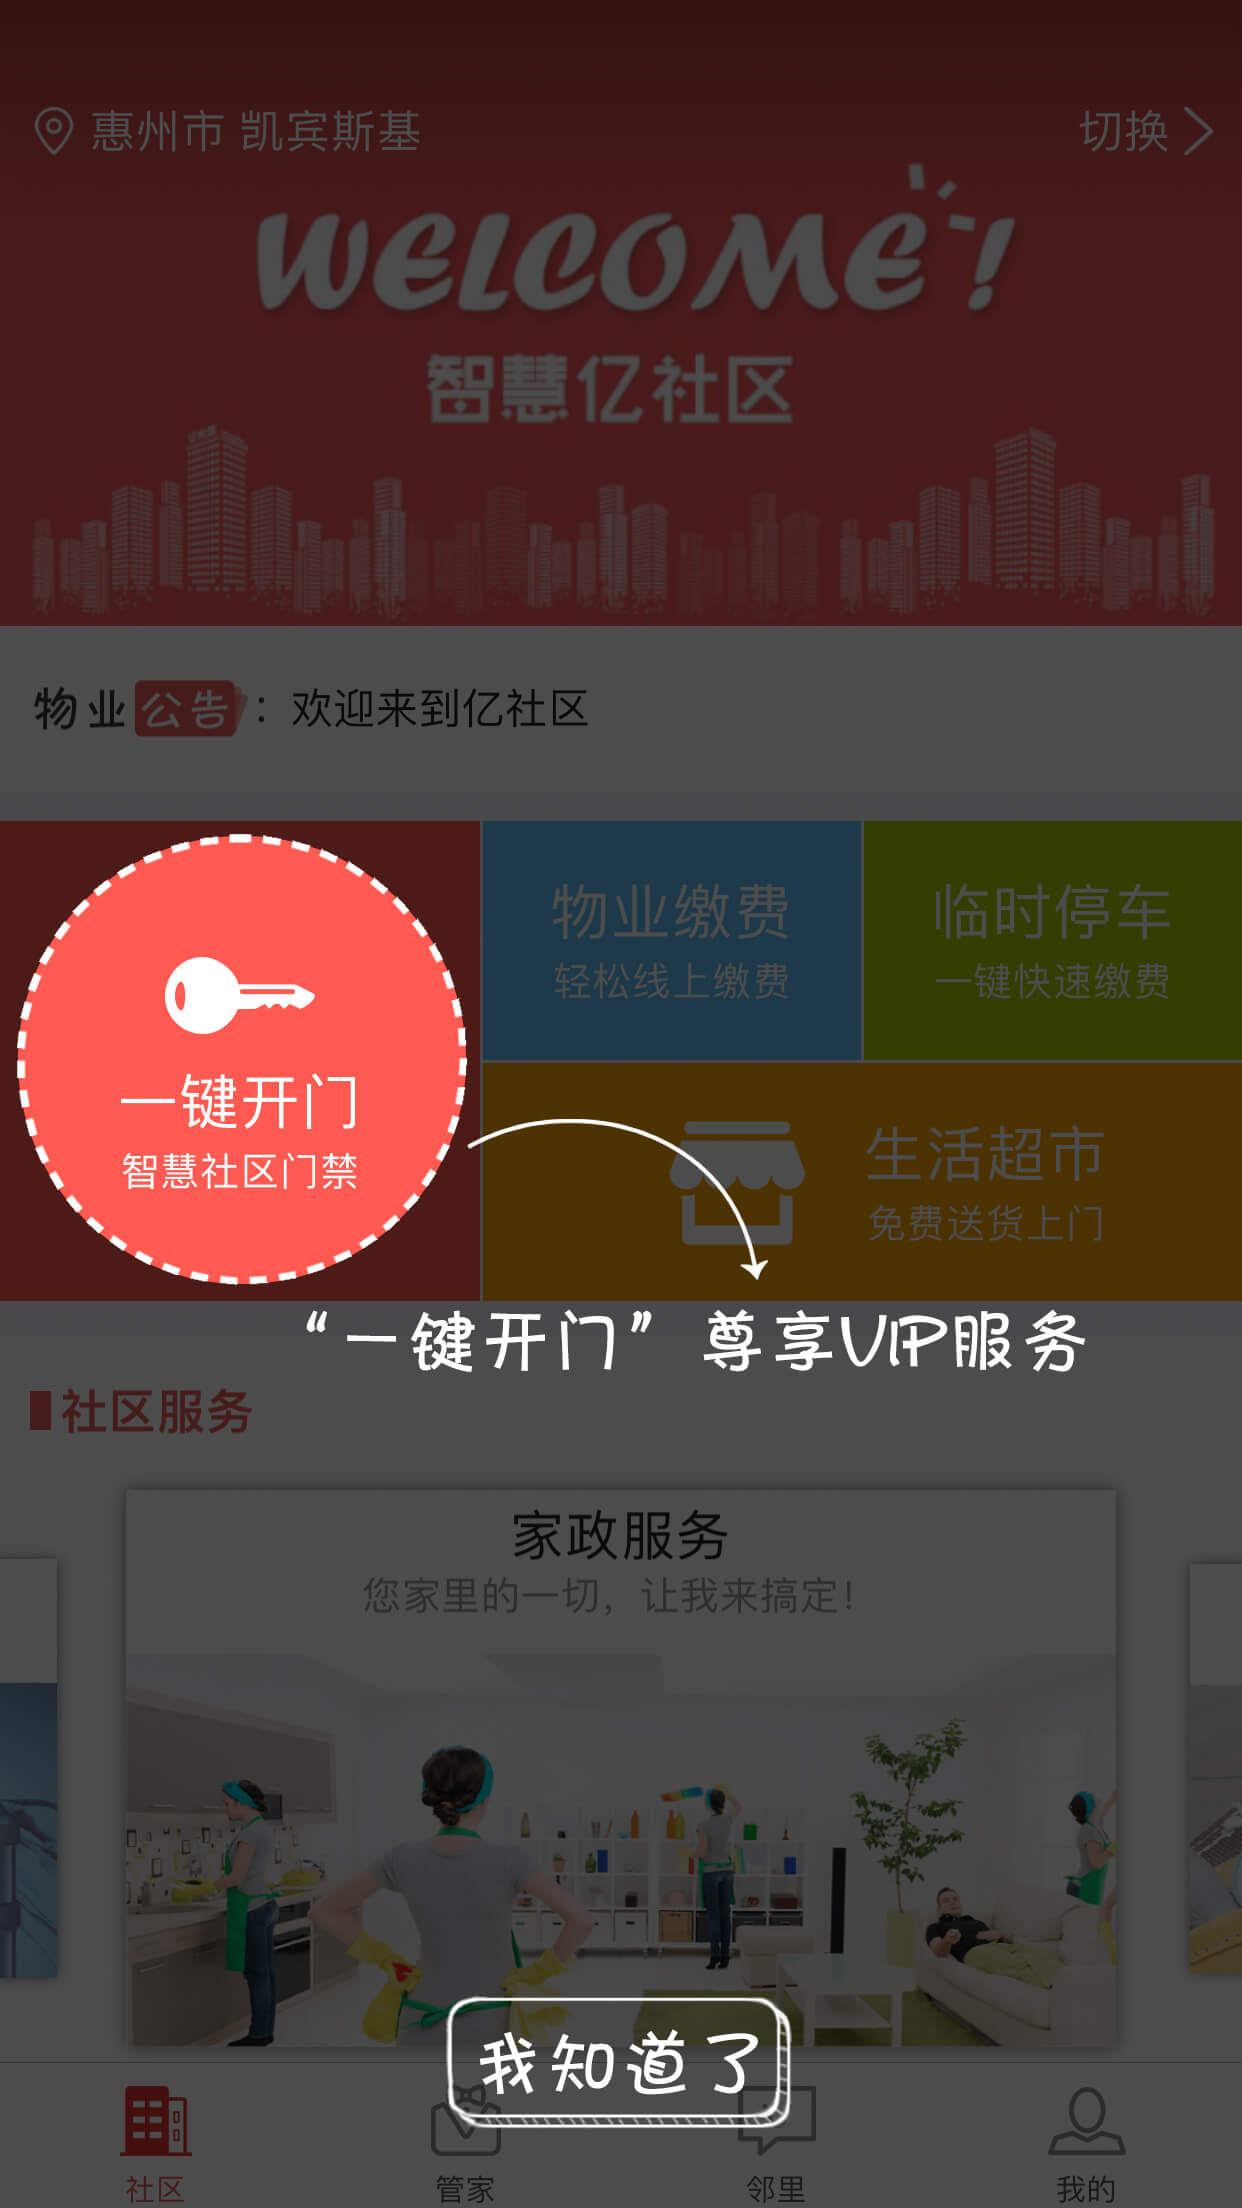 惠州市 凯宾斯基
切换
WELCOME!
智慧亿社区
物业公告：欢迎来到亿社区
一键开门
智慧社区门禁
物业缴费
轻松线上缴费
临时停车
一键快速缴费
生活超市
免费送货上门
“一键开门”尊享VIP服务
社区服务
家政服务
您家里的一切，让我来搞定！
我知道了
社区
管家
邻里
我的